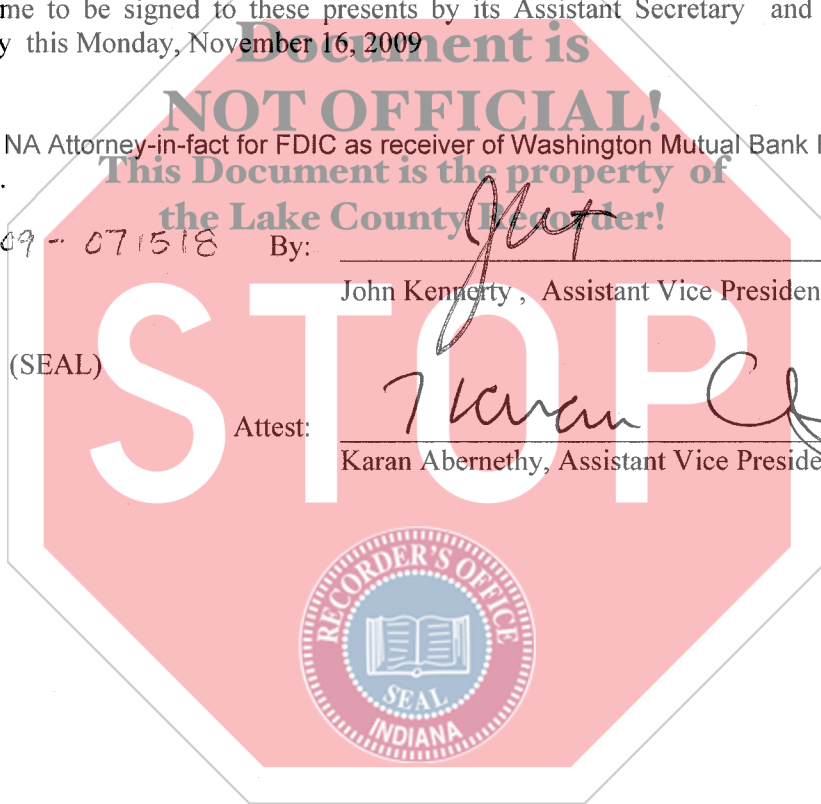 me to be signed to these presents by its Assistant Secretary and
this Monday, November 16, 2009
Document is
NOT OFFICIAL!
NA Attorney-in-fact for FDIC as receiver of Washington Mutual Bank
This Document is the property of
the Lake County Recorder!
09-071518 By:
John Kennerty , Assistant Vice Presiden
STOP
(SEAL)
Attest: Karan
Karan Abernethy, Assistant Vice Preside
RECORDER'S OFFICE
SEAL
INDIANA